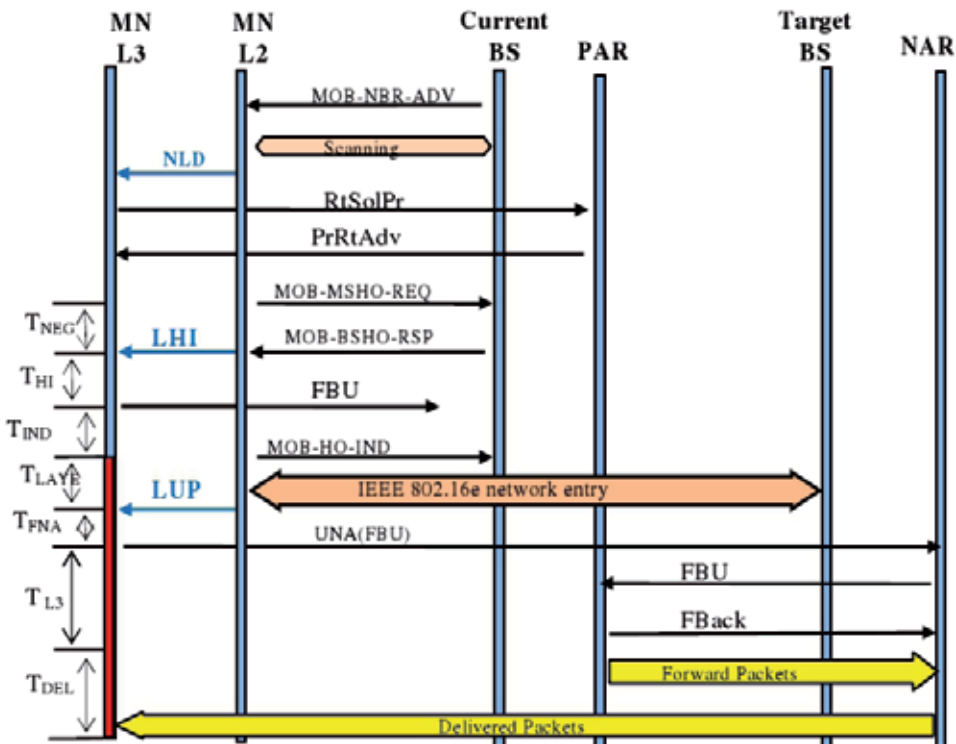 MN MN Current Target
L3 L2 BS PAR BS NAR
MOB-NBR-ADV
Scanning
NLD
RtSolPr
PrRtAdv
MOB-MSHO-REQ
TNEG
LHI MOB-BSHO-RSP
THI
FBU
TIND
MOB-HO-IND
TLAYE
LUP IEEE 802.16e network entry
TFNA
UNA(FBU)
FBU
TL3
FBack
Forward Packets
TDEL
Delivered Packets